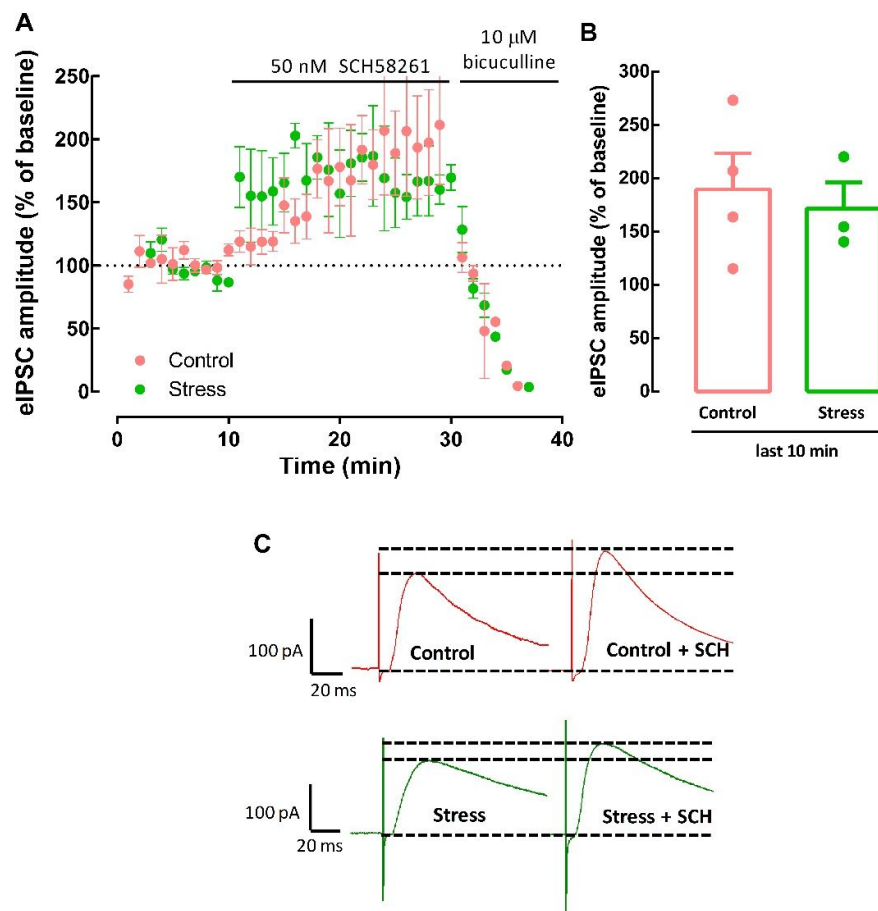 A
eIPSC amplitude (% of baseline)
250
200
150
100
50
0
50 nM SCH58261
10 µM
bicuculline
Control
Stress
0
10
20
30
40
Time (min)
B
eIPSC amplitude (% of baseline)
300
250
200
150
100
50
0
Control
Stress
last 10 min
C
100 pA
20 ms
Control
Control + SCH
100 pA
20 ms
Stress
Stress + SCH